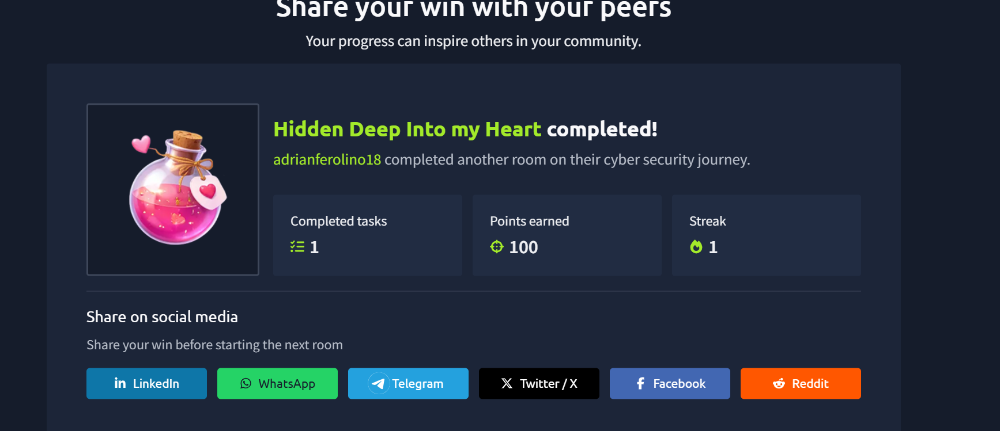 Share your win with your peers
Your progress can inspire others in your community.
Hidden Deep Into my Heart completed!
adrianferolino18 completed another room on their cyber security journey.
Completed tasks
1
Points earned
100
Streak
1
Share on social media
Share your win before starting the next room
LinkedIn
WhatsApp
Telegram
Twitter / X
Facebook
Reddit